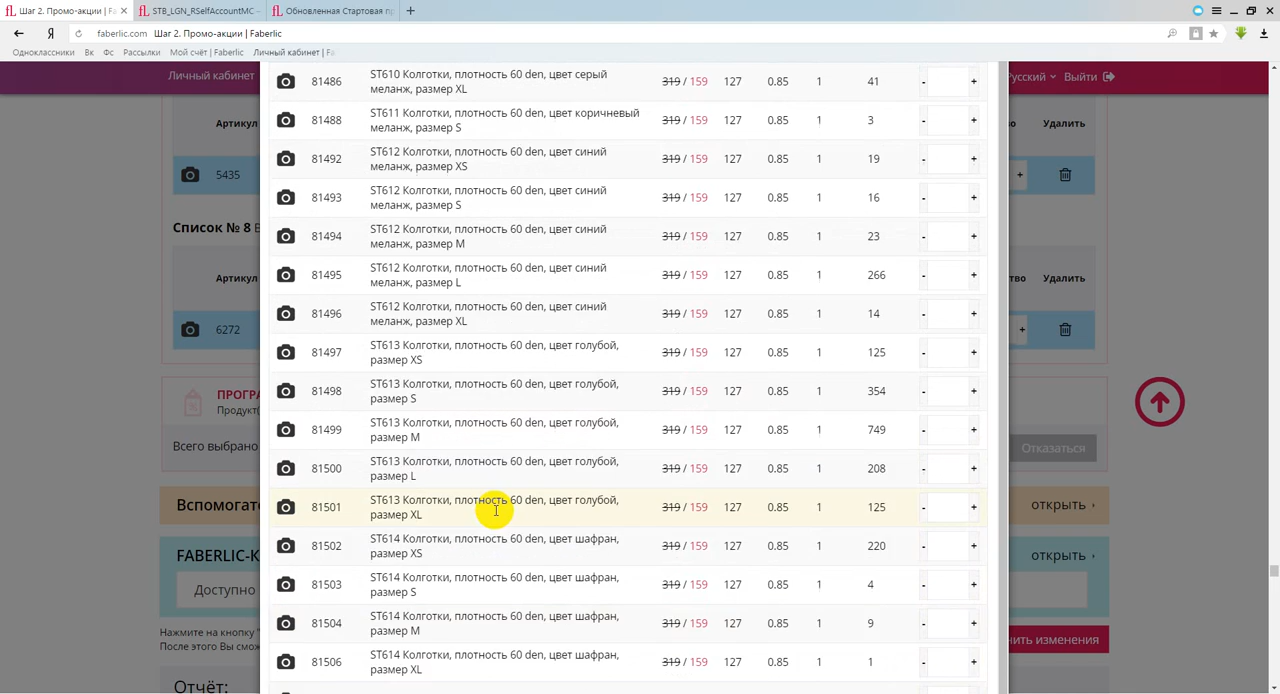 Шаг 2. Промо-акции | Fa
STB_LGN_RSelfAccountMC -
Обновленная Стартовая пр
faberlic.com Шаг 2. Промо-акции | Faberlic
Одноклассники Вк Фс Рассылки Мой счёт | Faberlic Личный кабинет | Fa
Личный кабинет
Русский Выйти
81486 ST610 Колготки, плотность 60 den, цвет серый меланж, размер XL 319 / 159 127 0.85 1 41 - +
Артикул
Удалить
81488 ST611 Колготки, плотность 60 den, цвет коричневый меланж, размер S 319 / 159 127 0.85 1 3 - +
81492 ST612 Колготки, плотность 60 den, цвет синий меланж, размер XS 319 / 159 127 0.85 1 19 - +
5435
+
81493 ST612 Колготки, плотность 60 den, цвет синий меланж, размер S 319 / 159 127 0.85 1 16 - +
Список № 8
81494 ST612 Колготки, плотность 60 den, цвет синий меланж, размер M 319 / 159 127 0.85 1 23 - +
81495 ST612 Колготки, плотность 60 den, цвет синий меланж, размер L 319 / 159 127 0.85 1 266 - +
Артикул
Удалить
81496 ST612 Колготки, плотность 60 den, цвет синий меланж, размер XL 319 / 159 127 0.85 1 14 - +
6272
+
81497 ST613 Колготки, плотность 60 den, цвет голубой, размер XS 319 / 159 127 0.85 1 125 - +
81498 ST613 Колготки, плотность 60 den, цвет голубой, размер S 319 / 159 127 0.85 1 354 - +
ПРОГРА
Продукт(
81499 ST613 Колготки, плотность 60 den, цвет голубой, размер M 319 / 159 127 0.85 1 749 - +
Всего выбрано
Отказаться
81500 ST613 Колготки, плотность 60 den, цвет голубой, размер L 319 / 159 127 0.85 1 208 - +
81501 ST613 Колготки, плотность 60 den, цвет голубой, размер XL 319 / 159 127 0.85 1 125 - +
Вспомогат
открыть ›
81502 ST614 Колготки, плотность 60 den, цвет шафран, размер XS 319 / 159 127 0.85 1 220 - +
FABERLIC-К
открыть ›
81503 ST614 Колготки, плотность 60 den, цвет шафран, размер S 319 / 159 127 0.85 1 4 - +
Доступно
81504 ST614 Колготки, плотность 60 den, цвет шафран, размер M 319 / 159 127 0.85 1 9 - +
Нажмите на кнопку "
После этого Вы смож
нить изменения
81506 ST614 Колготки, плотность 60 den, цвет шафран, размер XL 319 / 159 127 0.85 1 1 - +
Отчёт: